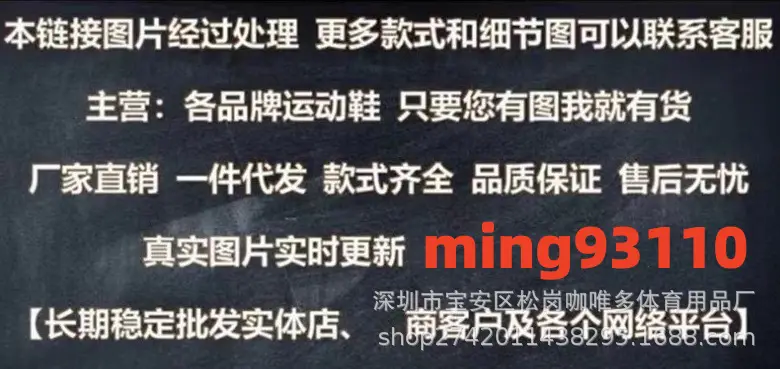 本链接图片经过处理 更多款式和细节图可以联系客服
主营：各品牌运动鞋 只要您有图我就有货
厂家直销 一件代发 款式齐全 品质保证 售后无忧
真实图片实时更新 ming93110
深圳市宝安区松岗咖唯多体育用品厂
【长期稳定批发实体店、 商客户及各个网络平台】
shop2742011438295.1688.com